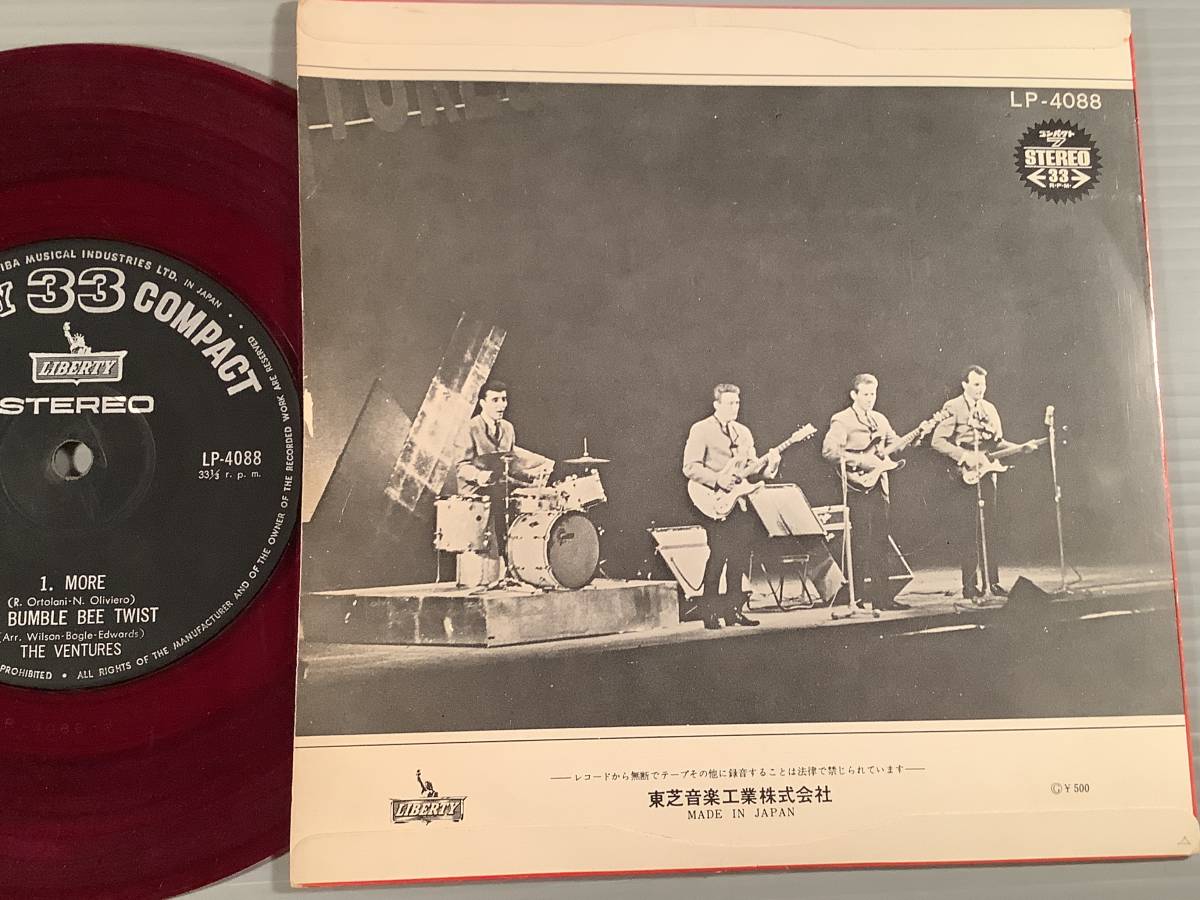 IBA MUSICAL INDUSTRIES LTD. IN JAPAN . .
Y 33 COMPACT
LIBERTY
STEREO
LP-4088
33⅓ r. p. m.
1. MORE
(R. Ortolani-N. Oliviero)
BUMBLE BEE TWIST
(Arr. Wilson-Bogle-Edwards)
THE VENTURES
PROHIBITED • ALL RIGHTS OF THE MANUFACTURER AND OF THE OWNER OF THE RECORDED WORK ARE RESERVED
LP-4088
コンパクト
7
STEREO
33
R・P・M・
LIBERTY
レコードから無断でテープその他に録音することは法律で禁じられています
東芝音楽工業株式会社
MADE IN JAPAN
Ⓖ¥500